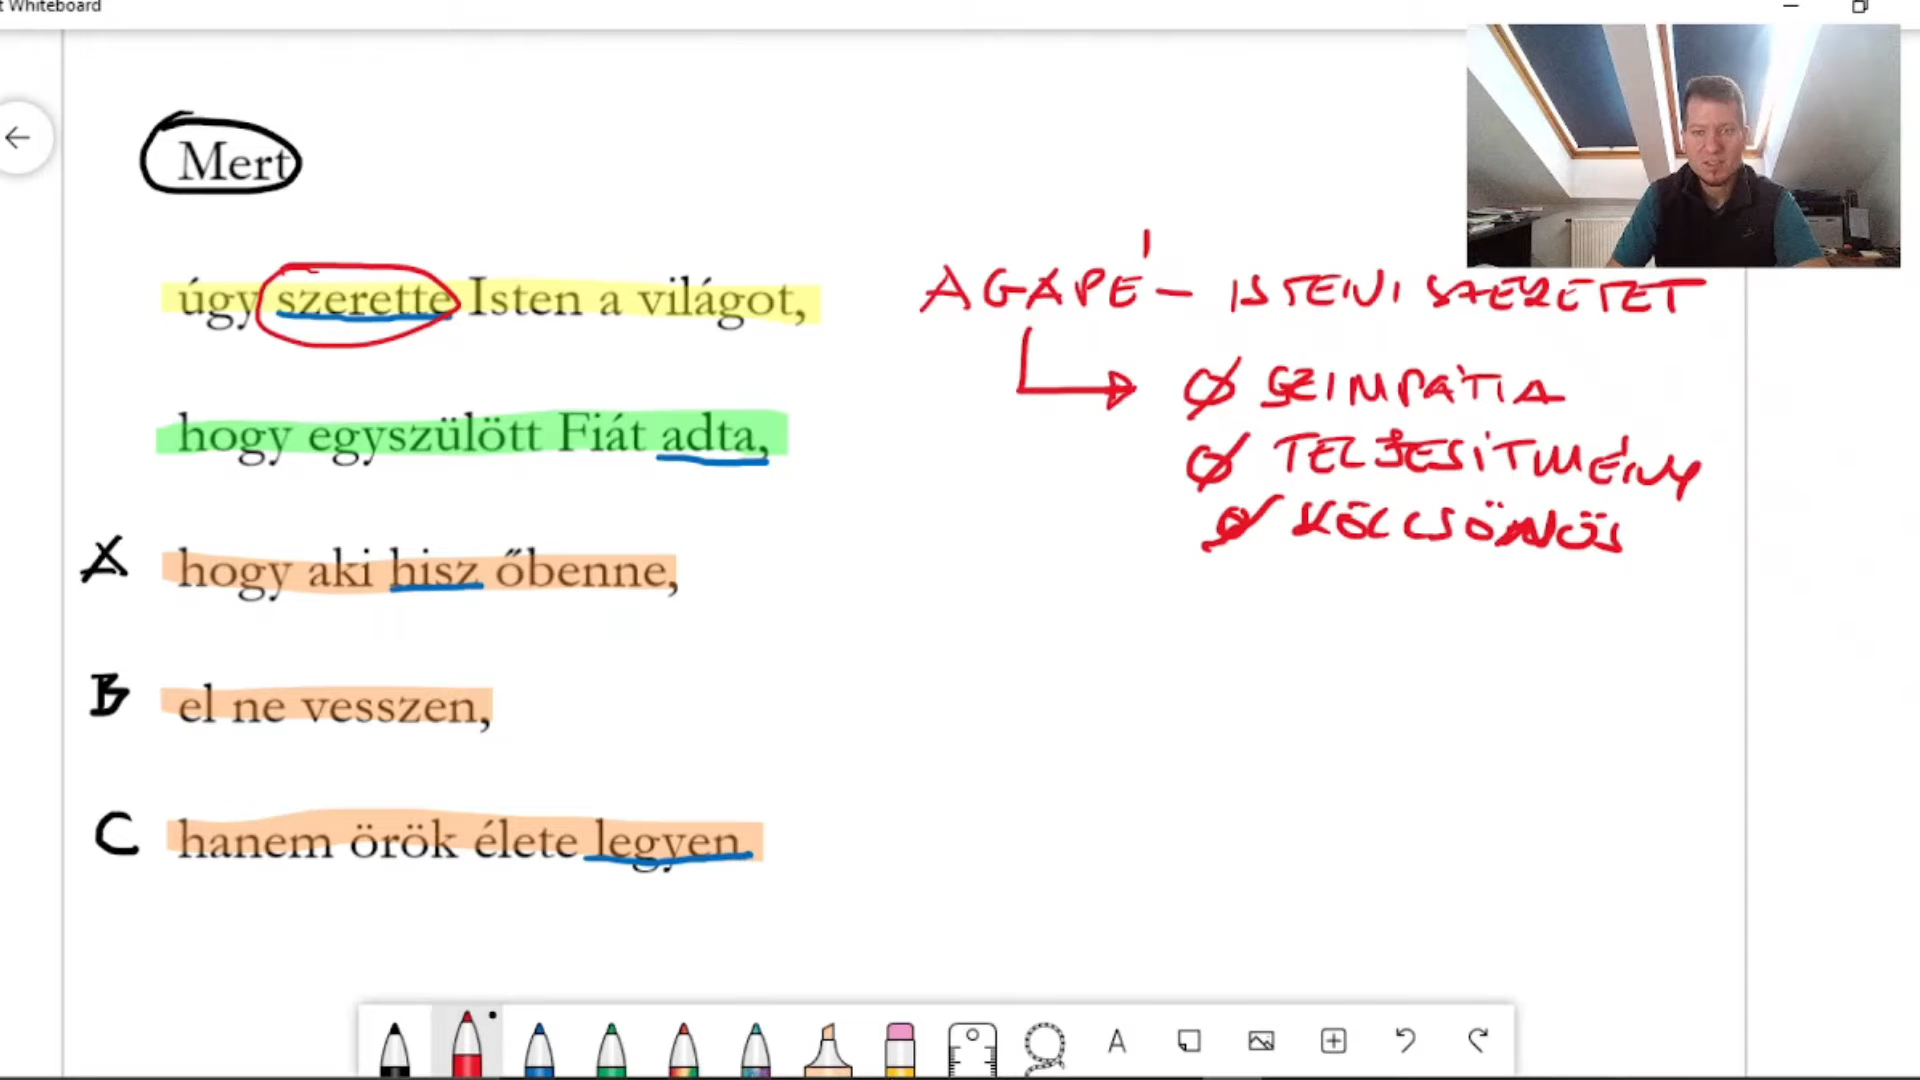 t Whiteboard
Mert
úgy szerette Isten a világot,
hogy egyszülött Fiát adta,
A hogy aki hisz őbenne,
B el ne vesszen,
C hanem örök élete legyen.
AGAPÉ – ISTENI SZERETET
Ø SZIMPÁTIA
Ø TELJESÍTMÉNY
Ø KÖLCSÖNÖS
A